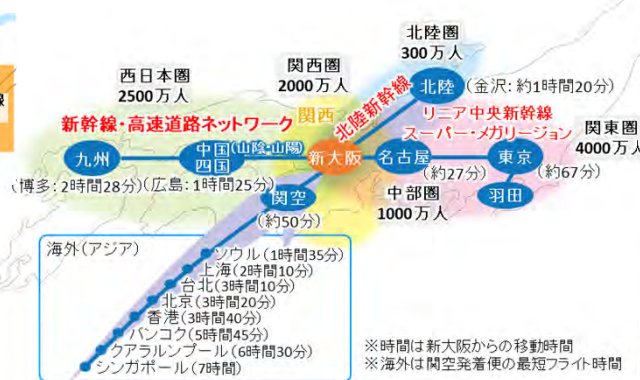 線
西日本圏
2500万人
関西圏
2000万人
北陸圏
300万人
北陸
(金沢:約1時間20分)
リニア中央新幹線
スーパー・メガリージョン
関東圏
4000万人
新幹線・高速道路ネットワーク
関西
北陸新幹線
九州
中国(山陰・山陽)
四国
新大阪
名古屋
東京
(博多:2時間28分)
(広島:1時間25分)
(約27分)
(約67分)
羽田
関空
(約50分)
中部圏
1000万人
海外(アジア)
ソウル(1時間35分)
上海(2時間10分)
台北(3時間10分)
北京(3時間20分)
香港(3時間40分)
バンコク(5時間45分)
クアラルンプール(6時間30分)
シンガポール(7時間)
※時間は新大阪からの移動時間
※海外は関空発着便の最短フライト時間